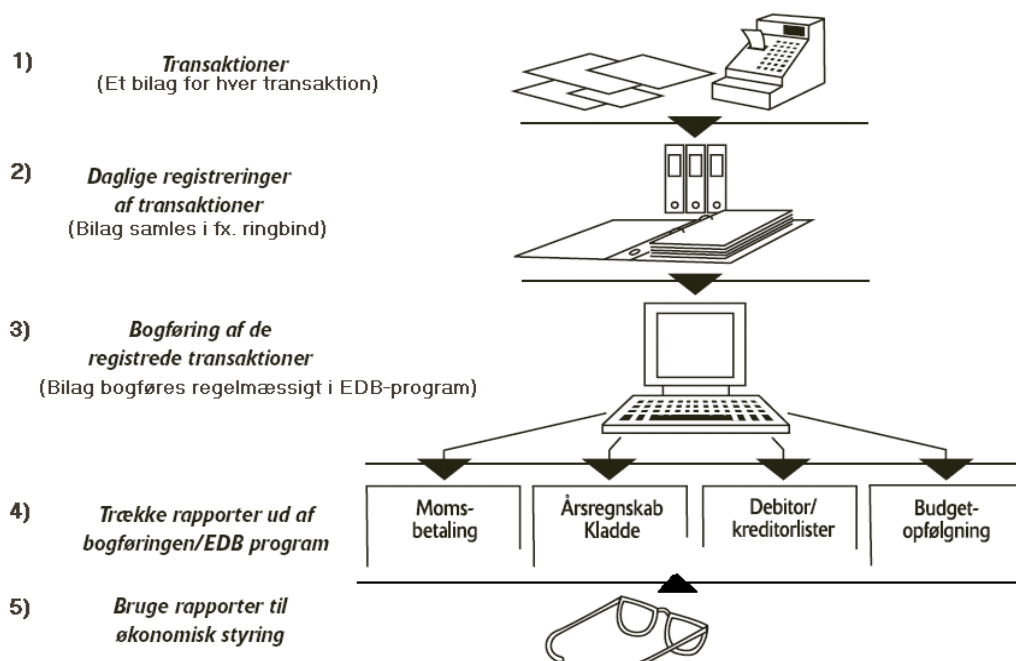 1) Transaktioner
(Et bilag for hver transaktion)
2) Daglige registreringer
af transaktioner
(Bilag samles i fx. ringbind)
3) Bogføring af de
registrede transaktioner
(Bilag bogføres regelmæssigt i EDB-program)
4) Trække rapporter ud af
bogføringen/EDB program
Moms-
betaling
Årsregnskab
Kladde
Debitor/
kreditorlister
Budget-
opfølgning
5) Bruge rapporter til
økonomisk styring